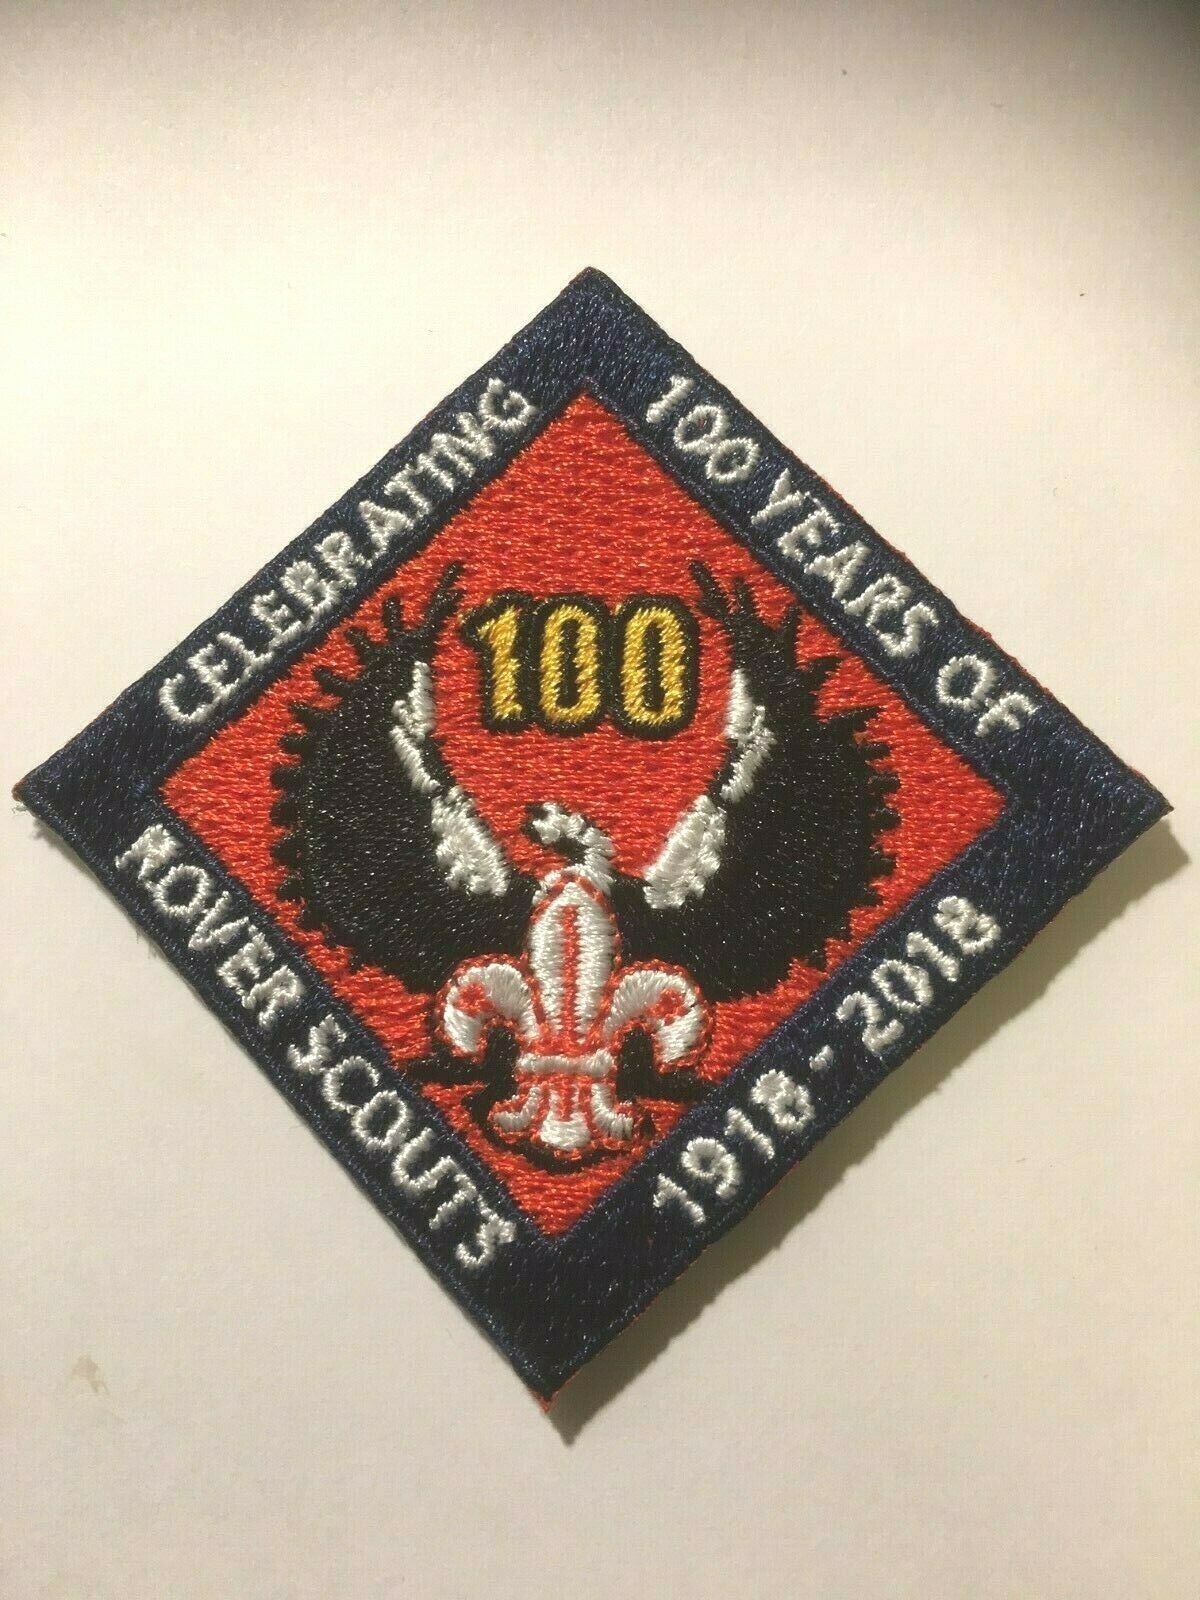 CELEBRATING
100 YEARS OF
100
ROVER SCOUTS
1918-2018